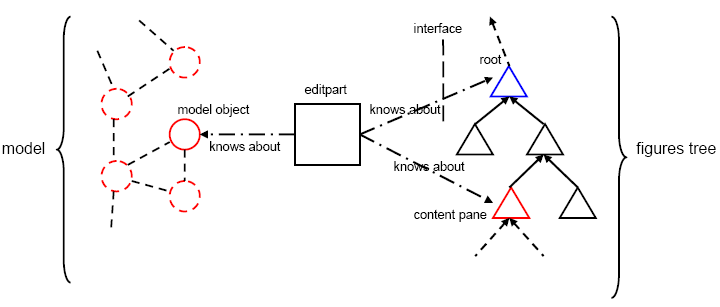 interface
root
editpart
model object
knows about
model
knows about
figures tree
knows about
content pane